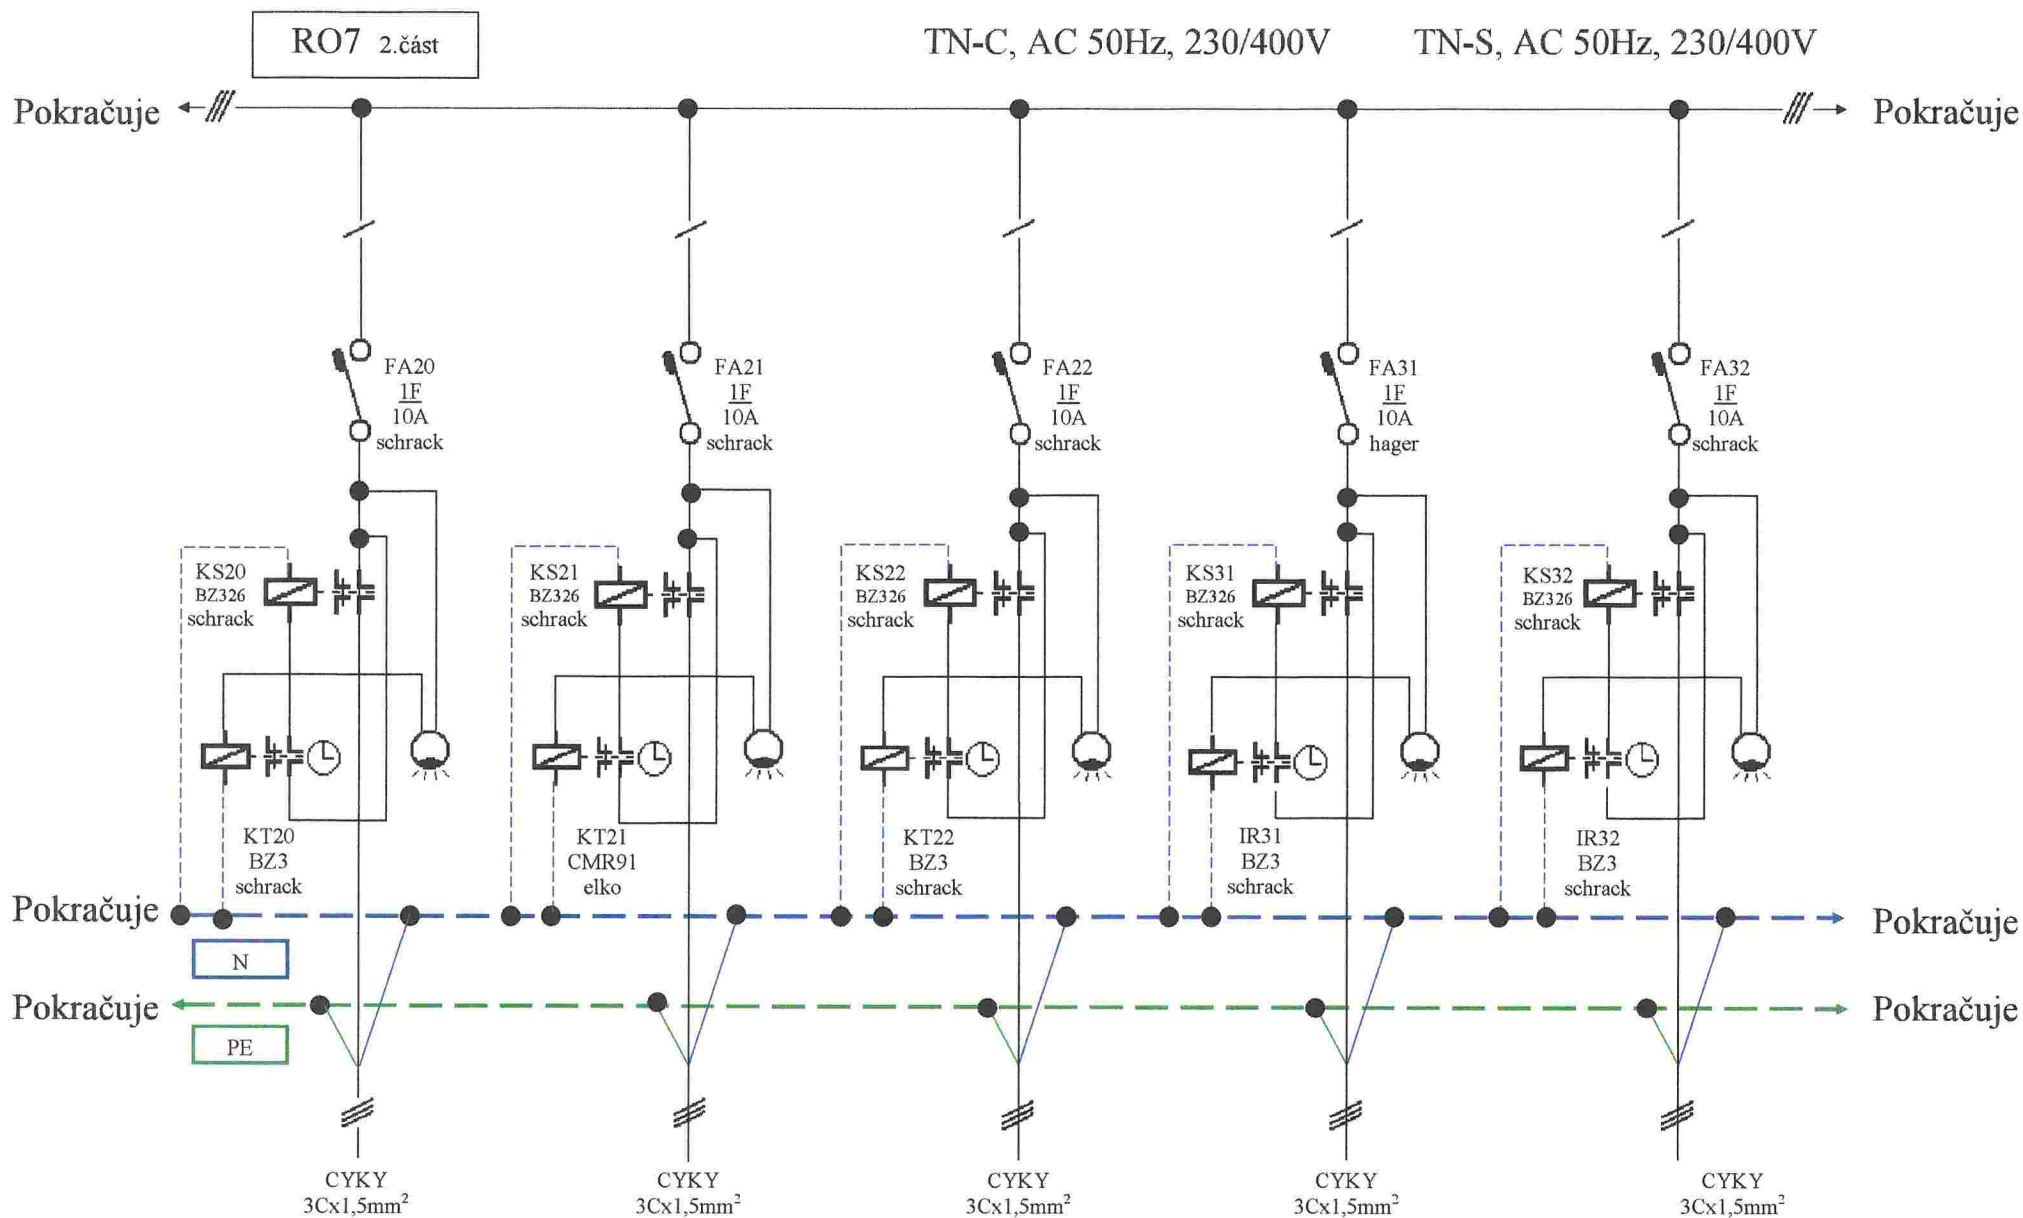 RO7 2.část
TN-C, AC 50Hz, 230/400V
TN-S, AC 50Hz, 230/400V
Pokračuje
Pokračuje
FA20
1F
10A
schrack
FA21
1F
10A
schrack
FA22
1F
10A
schrack
FA31
1F
10A
hager
FA32
1F
10A
schrack
KS20
BZ326
schrack
KS21
BZ326
schrack
KS22
BZ326
schrack
KS31
BZ326
schrack
KS32
BZ326
schrack
KT20
BZ3
schrack
KT21
CMR91
elko
KT22
BZ3
schrack
IR31
BZ3
schrack
IR32
BZ3
schrack
Pokračuje
Pokračuje
N
Pokračuje
Pokračuje
PE
CYKY
3Cx1,5mm²
CYKY
3Cx1,5mm²
CYKY
3Cx1,5mm²
CYKY
3Cx1,5mm²
CYKY
3Cx1,5mm²